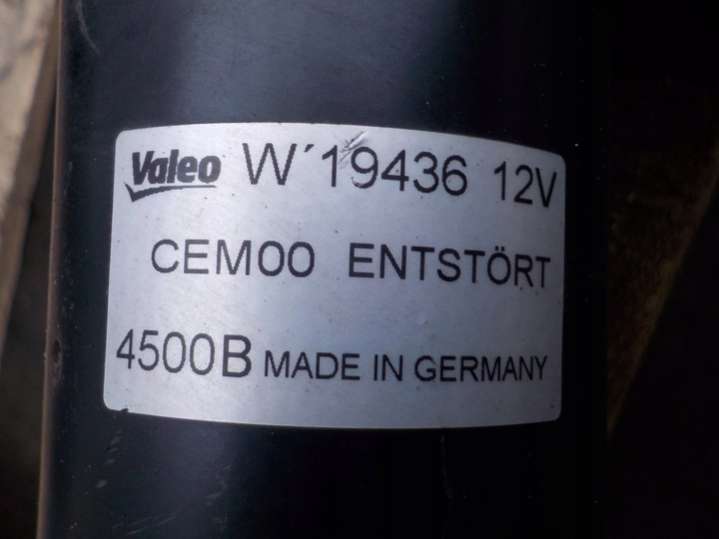 Valeo W´19436 12V
CEM00 ENTSTÖRT
4500B MADE IN GERMANY